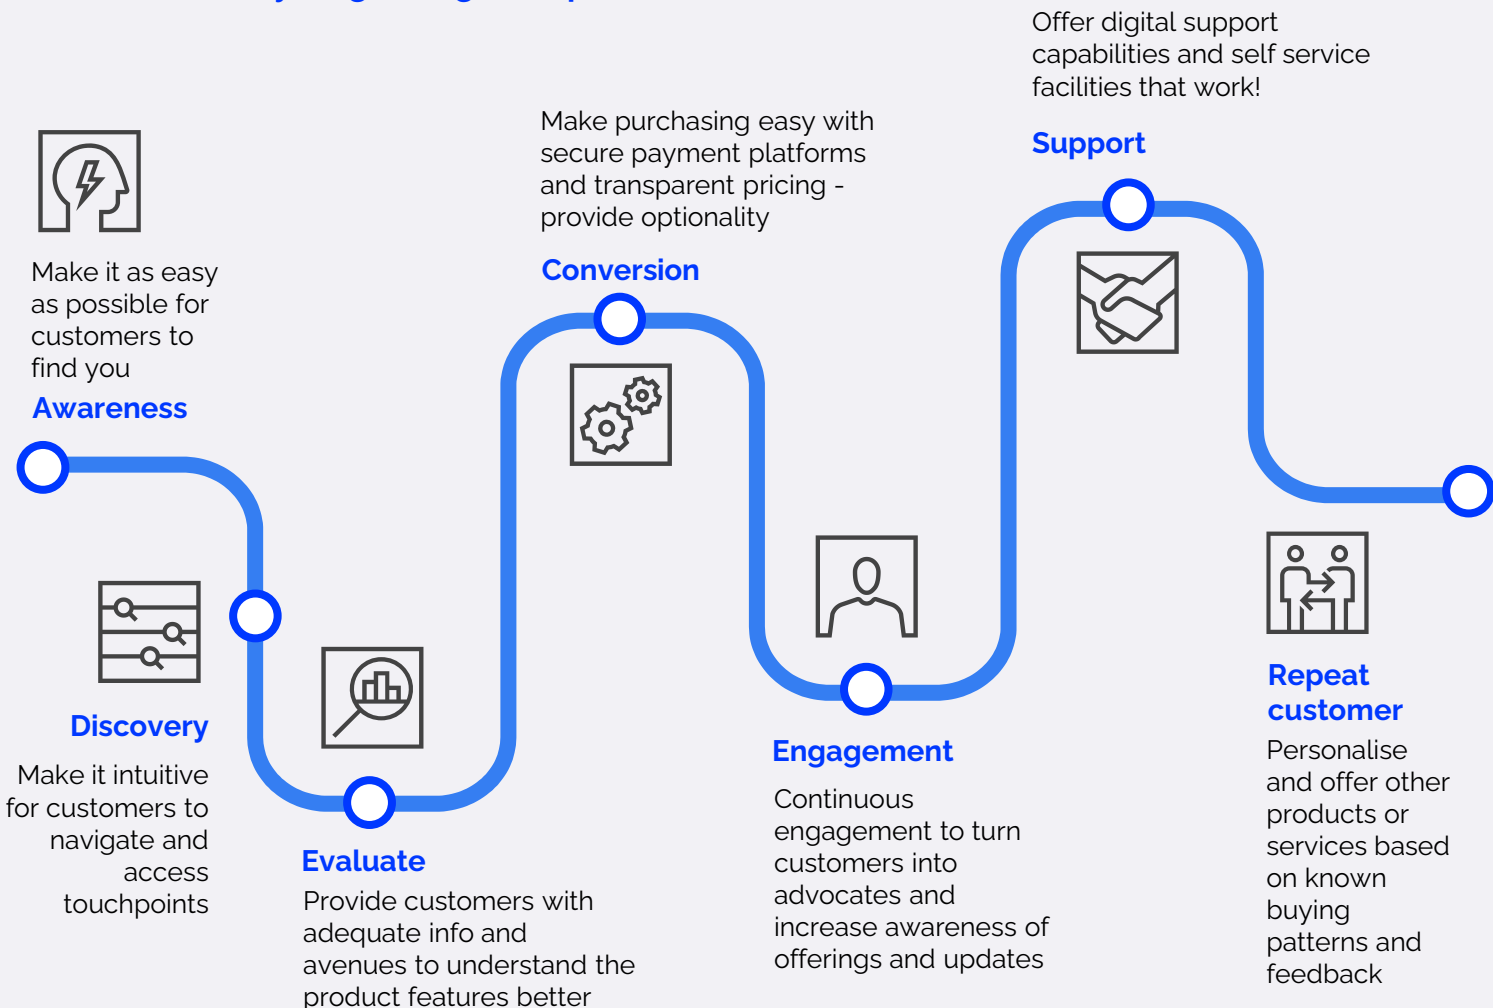 Make it as easy
as possible for
customers to
find you
Awareness
Discovery
Make it intuitive
for customers to
navigate and
access
touchpoints
Evaluate
Provide customers with
adequate info and
avenues to understand the
product features better
Make purchasing easy with
secure payment platforms
and transparent pricing -
provide optionality
Conversion
Engagement
Continuous
engagement to turn
customers into
advocates and
increase awareness of
offerings and updates
Offer digital support
capabilities and self service
facilities that work!
Support
Repeat
customer
Personalise
and offer other
products or
services based
on known
buying
patterns and
feedback